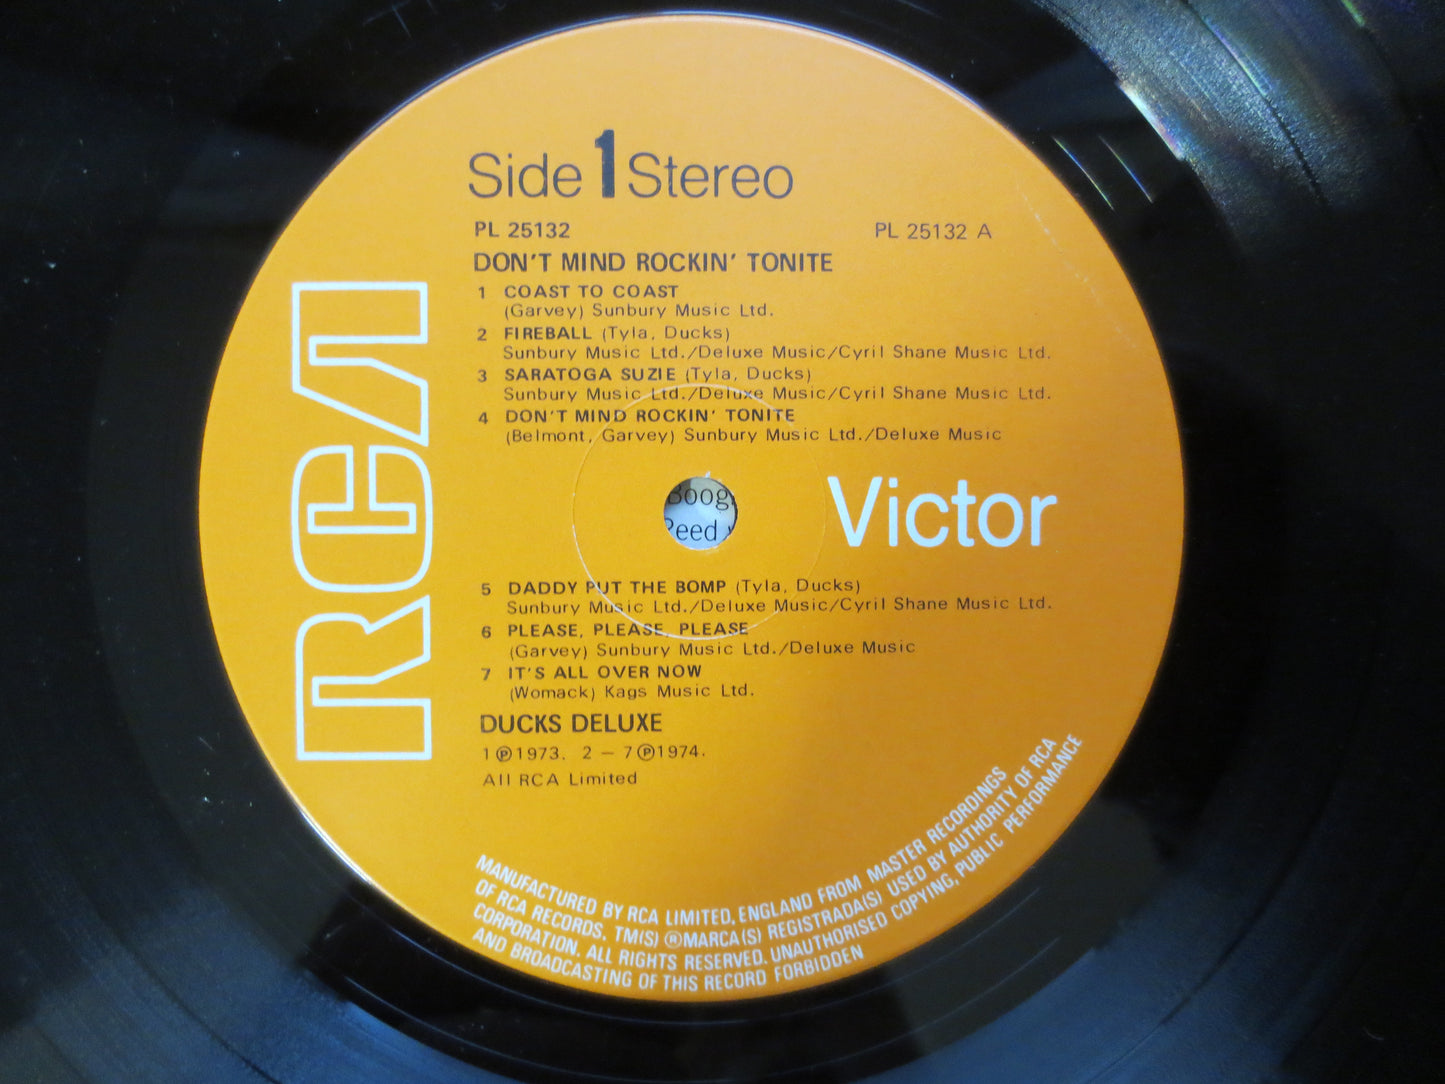 Side 1 Stereo
PL 25132 PL 25132 A
DON'T MIND ROCKIN' TONITE
1 COAST TO COAST
(Garvey) Sunbury Music Ltd.
2 FIREBALL (Tyla, Ducks)
Sunbury Music Ltd./Deluxe Music/Cyril Shane Music Ltd.
3 SARATOGA SUZIE (Tyla, Ducks)
Sunbury Music Ltd./Deluxe Music/Cyril Shane Music Ltd.
4 DON'T MIND ROCKIN' TONITE
(Belmont, Garvey) Sunbury Music Ltd./Deluxe Music
RCA
Victor
5 DADDY PUT THE BOMP (Tyla, Ducks)
Sunbury Music Ltd./Deluxe Music/Cyril Shane Music Ltd.
6 PLEASE, PLEASE, PLEASE
(Garvey) Sunbury Music Ltd./Deluxe Music
7 IT'S ALL OVER NOW
(Womack) Kags Music Ltd.
DUCKS DELUXE
1 Ⓟ 1973. 2 – 7 Ⓟ 1974.
All RCA Limited
MANUFACTURED BY RCA LIMITED, ENGLAND FROM MASTER RECORDINGS
OF RCA RECORDS. TM(S) ® MARCA(S) REGISTRADA(S) USED BY AUTHORITY OF RCA
CORPORATION. ALL RIGHTS RESERVED. UNAUTHORISED COPYING, PUBLIC PERFORMANCE
AND BROADCASTING OF THIS RECORD FORBIDDEN